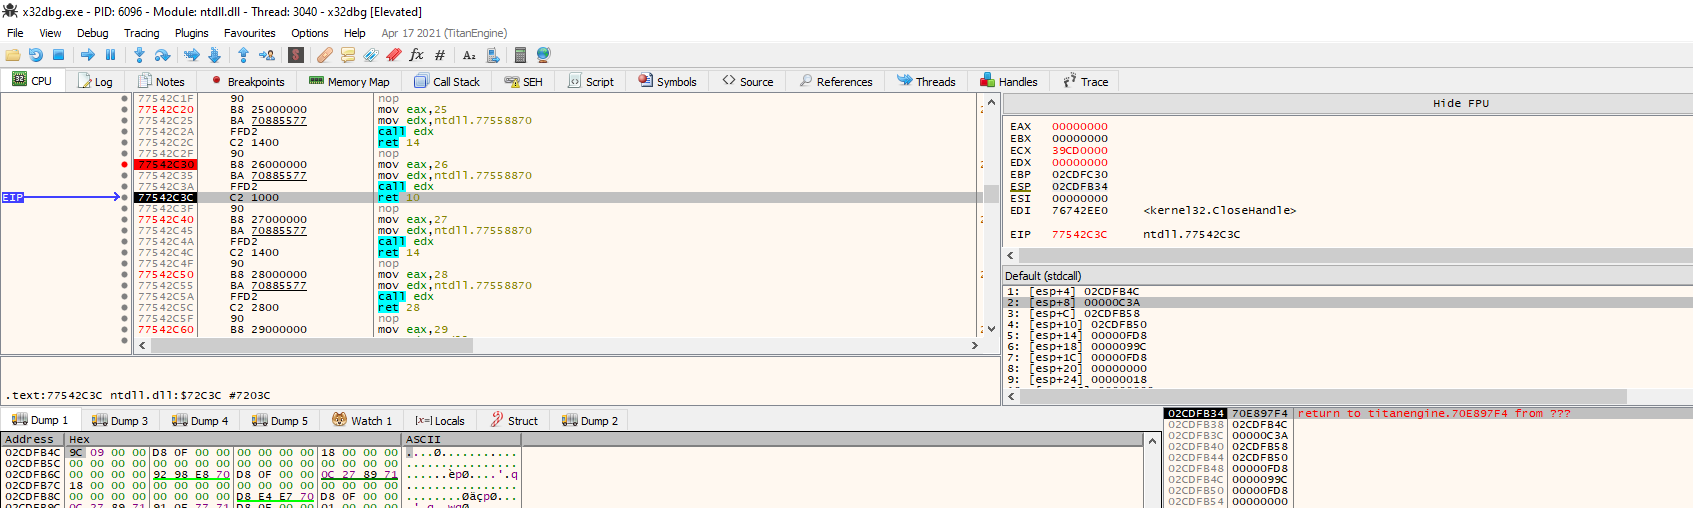 x32dbg.exe - PID: 6096 - Module: ntdll.dll - Thread: 3040 - x32dbg [Elevated]
File View Debug Tracing Plugins Favourites Options Help Apr 17 2021 (TitanEngine)
CPU Log Notes Breakpoints Memory Map Call Stack SEH Script Symbols Source References Threads Handles Trace
77542C1F 90 nop
77542C20 B8 25000000 mov eax,25
77542C25 BA 70885577 mov edx,ntdll.77558870
77542C2A FFD2 call edx
77542C2C C2 1400 ret 14
77542C2F 90 nop
77542C30 B8 26000000 mov eax,26
77542C35 BA 70885577 mov edx,ntdll.77558870
77542C3A FFD2 call edx
EIP 77542C3C C2 1000 ret 10
77542C3F 90 nop
77542C40 B8 27000000 mov eax,27
77542C45 BA 70885577 mov edx,ntdll.77558870
77542C4A FFD2 call edx
77542C4C C2 1400 ret 14
77542C4F 90 nop
77542C50 B8 28000000 mov eax,28
77542C55 BA 70885577 mov edx,ntdll.77558870
77542C5A FFD2 call edx
77542C5C C2 2800 ret 28
77542C5F 90 nop
77542C60 B8 29000000 mov eax,29
Hide FPU
EAX 00000000
EBX 00000000
ECX 39CD0000
EDX 00000000
EBP 02CDFC30
ESP 02CDFB34
ESI 00000000
EDI 76742EE0 <kernel32.CloseHandle>
EIP 77542C3C ntdll.77542C3C
Default (stdcall)
1: [esp+4] 02CDFB4C
2: [esp+8] 00000C3A
3: [esp+C] 02CDFB58
4: [esp+10] 02CDFB50
5: [esp+14] 00000FD8
6: [esp+18] 0000099C
7: [esp+1C] 00000FD8
8: [esp+20] 00000000
9: [esp+24] 00000018
.text:77542C3C ntdll.dll:$72C3C #7203C
Dump 1 Dump 3 Dump 4 Dump 5 Watch 1 [x=] Locals Struct Dump 2
Address Hex ASCII
02CDFB4C 9C 09 00 00 D8 0F 00 00 00 00 00 00 18 00 00 00 ....Ø...........
02CDFB5C 00 00 00 00 00 00 00 00 00 00 00 00 00 00 00 00 ................
02CDFB6C 00 00 00 00 92 98 E8 70 D8 0F 00 00 0C 27 89 71 ......èpØ....'.q
02CDFB7C 18 00 00 00 00 00 00 00 00 00 00 00 00 00 00 00 ................
02CDFB8C 00 00 00 00 00 00 00 00 D8 E4 E7 70 D8 0F 00 00 ........ØäçpØ...
02CDFB34 70E897F4 return to titanengine.70E897F4 from ???
02CDFB38 02CDFB4C
02CDFB3C 00000C3A
02CDFB40 02CDFB58
02CDFB44 02CDFB50
02CDFB48 00000FD8
02CDFB4C 0000099C
02CDFB50 00000FD8
02CDFB54 00000000